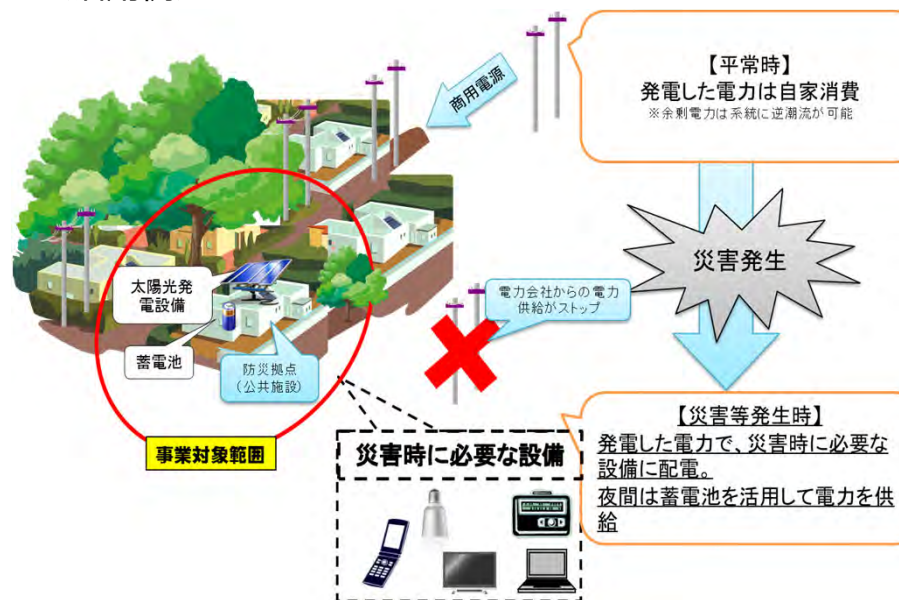 商用電源
【平常時】
発電した電力は自家消費
※余剰電力は系統に逆潮流が可能
災害発生
太陽光発
電設備
蓄電池
防災拠点
（公共施設）
電力会社からの電力
供給がストップ
事業対象範囲
災害時に必要な設備
【災害等発生時】
発電した電力で、災害時に必要な
設備に配電。
夜間は蓄電池を活用して電力を供
給